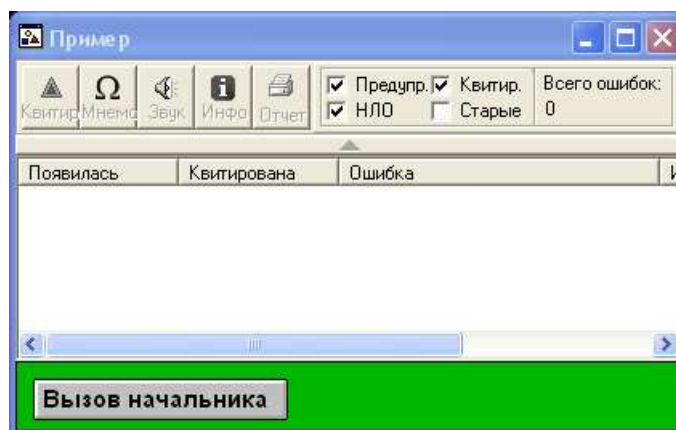 Пример
Квитир Мнемо Звук Инфо Отчет
Предупр. Квитир. Всего ошибок:
НЛО Старые 0
Появилась Квитирована Ошибка
Вызов начальника